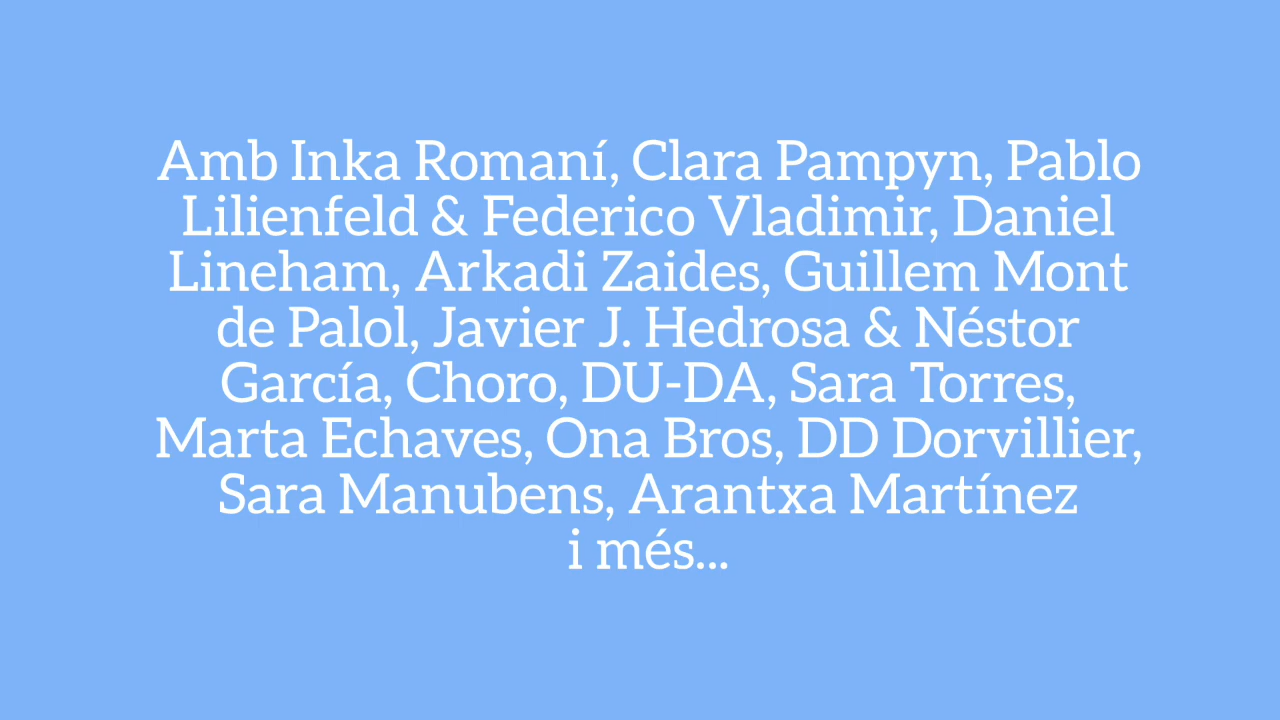 Amb Inka Romaní, Clara Pampyn, Pablo
Lilienfeld & Federico Vladimir, Daniel
Lineham, Arkadi Zaides, Guillem Mont
de Palol, Javier J. Hedrosa & Néstor
García, Choro, DU-DA, Sara Torres,
Marta Echaves, Ona Bros, DD Dorvillier,
Sara Manubens, Arantxa Martínez
i més...